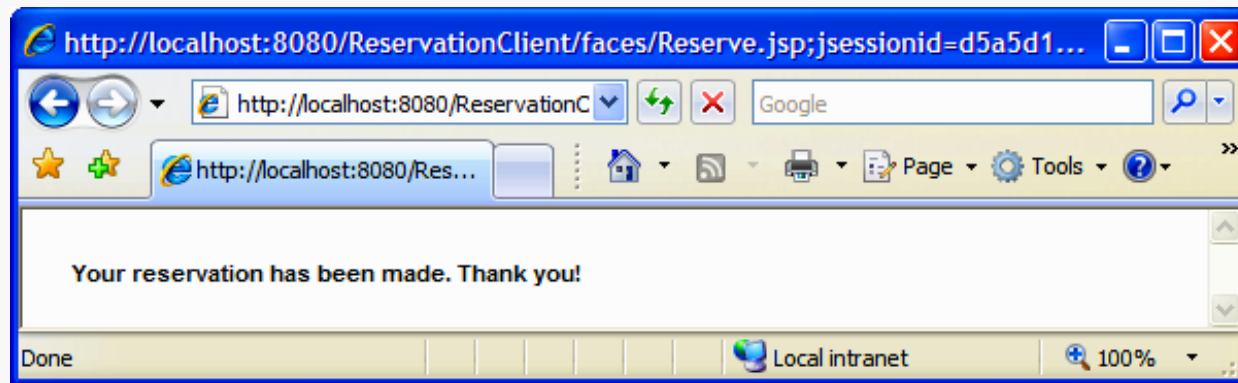 http://localhost:8080/ReservationClient/faces/Reserve.jsp;jsessionid=d5a5d1...
http://localhost:8080/ReservationC Google
http://localhost:8080/Res... Page Tools »
Your reservation has been made. Thank you!
Done Local intranet 100%